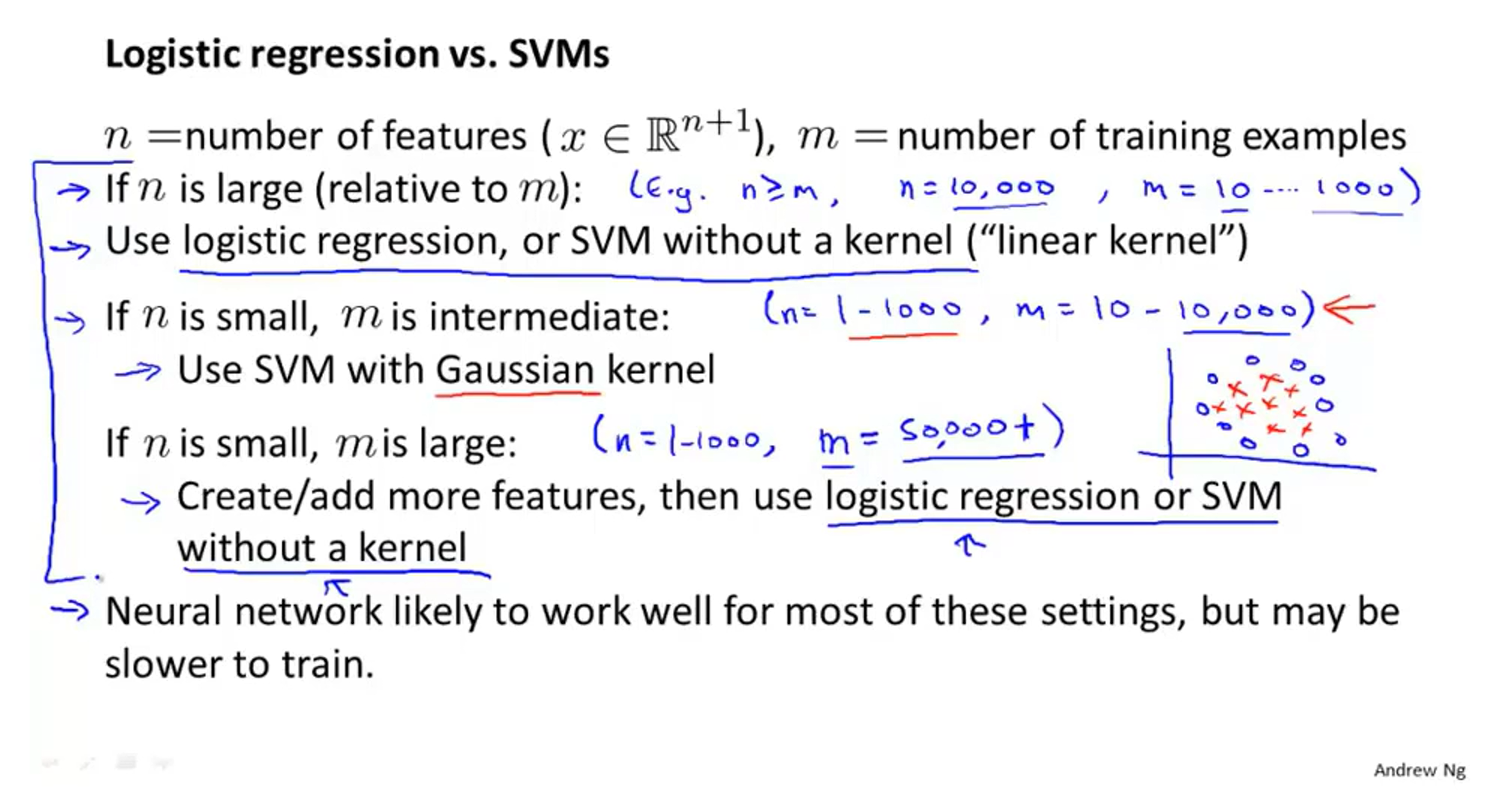 Logistic regression vs. SVMs
n =number of features (x ∈ ℝⁿ⁺¹), m = number of training examples
If n is large (relative to m): (E.g. n ≥ m, n = 10,000, m = 10 ---- 1000)
Use logistic regression, or SVM without a kernel (“linear kernel”)
If n is small, m is intermediate: (n = 1 - 1000, m = 10 - 10,000)
Use SVM with Gaussian kernel
If n is small, m is large: (n = 1 - 1000, m = 50,000+)
Create/add more features, then use logistic regression or SVM
without a kernel
Neural network likely to work well for most of these settings, but may be
slower to train.
Andrew Ng